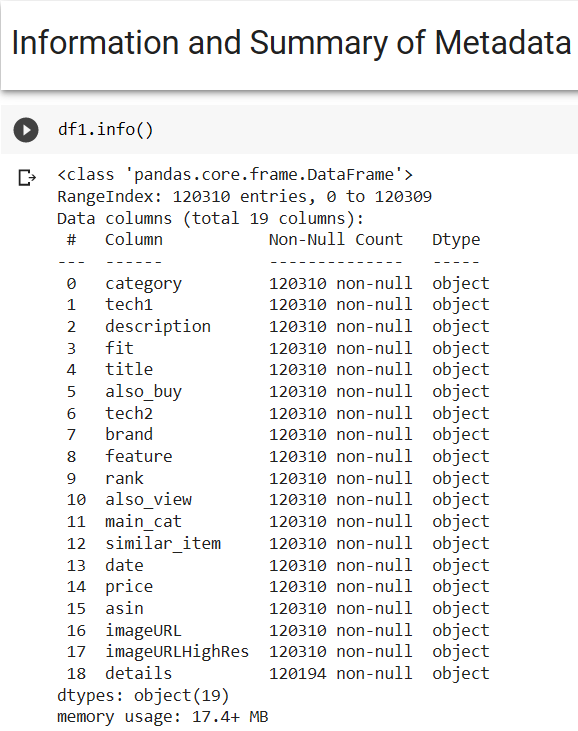 Information and Summary of Metadata
df1.info()
<class 'pandas.core.frame.DataFrame'>
RangeIndex: 120310 entries, 0 to 120309
Data columns (total 19 columns):
 #   Column           Non-Null Count   Dtype
---  ------           --------------   -----
 0   category         120310 non-null  object
 1   tech1            120310 non-null  object
 2   description      120310 non-null  object
 3   fit              120310 non-null  object
 4   title            120310 non-null  object
 5   also_buy         120310 non-null  object
 6   tech2            120310 non-null  object
 7   brand            120310 non-null  object
 8   feature          120310 non-null  object
 9   rank             120310 non-null  object
 10  also_view        120310 non-null  object
 11  main_cat         120310 non-null  object
 12  similar_item     120310 non-null  object
 13  date             120310 non-null  object
 14  price            120310 non-null  object
 15  asin             120310 non-null  object
 16  imageURL         120310 non-null  object
 17  imageURLHighRes  120310 non-null  object
 18  details          120194 non-null  object
dtypes: object(19)
memory usage: 17.4+ MB